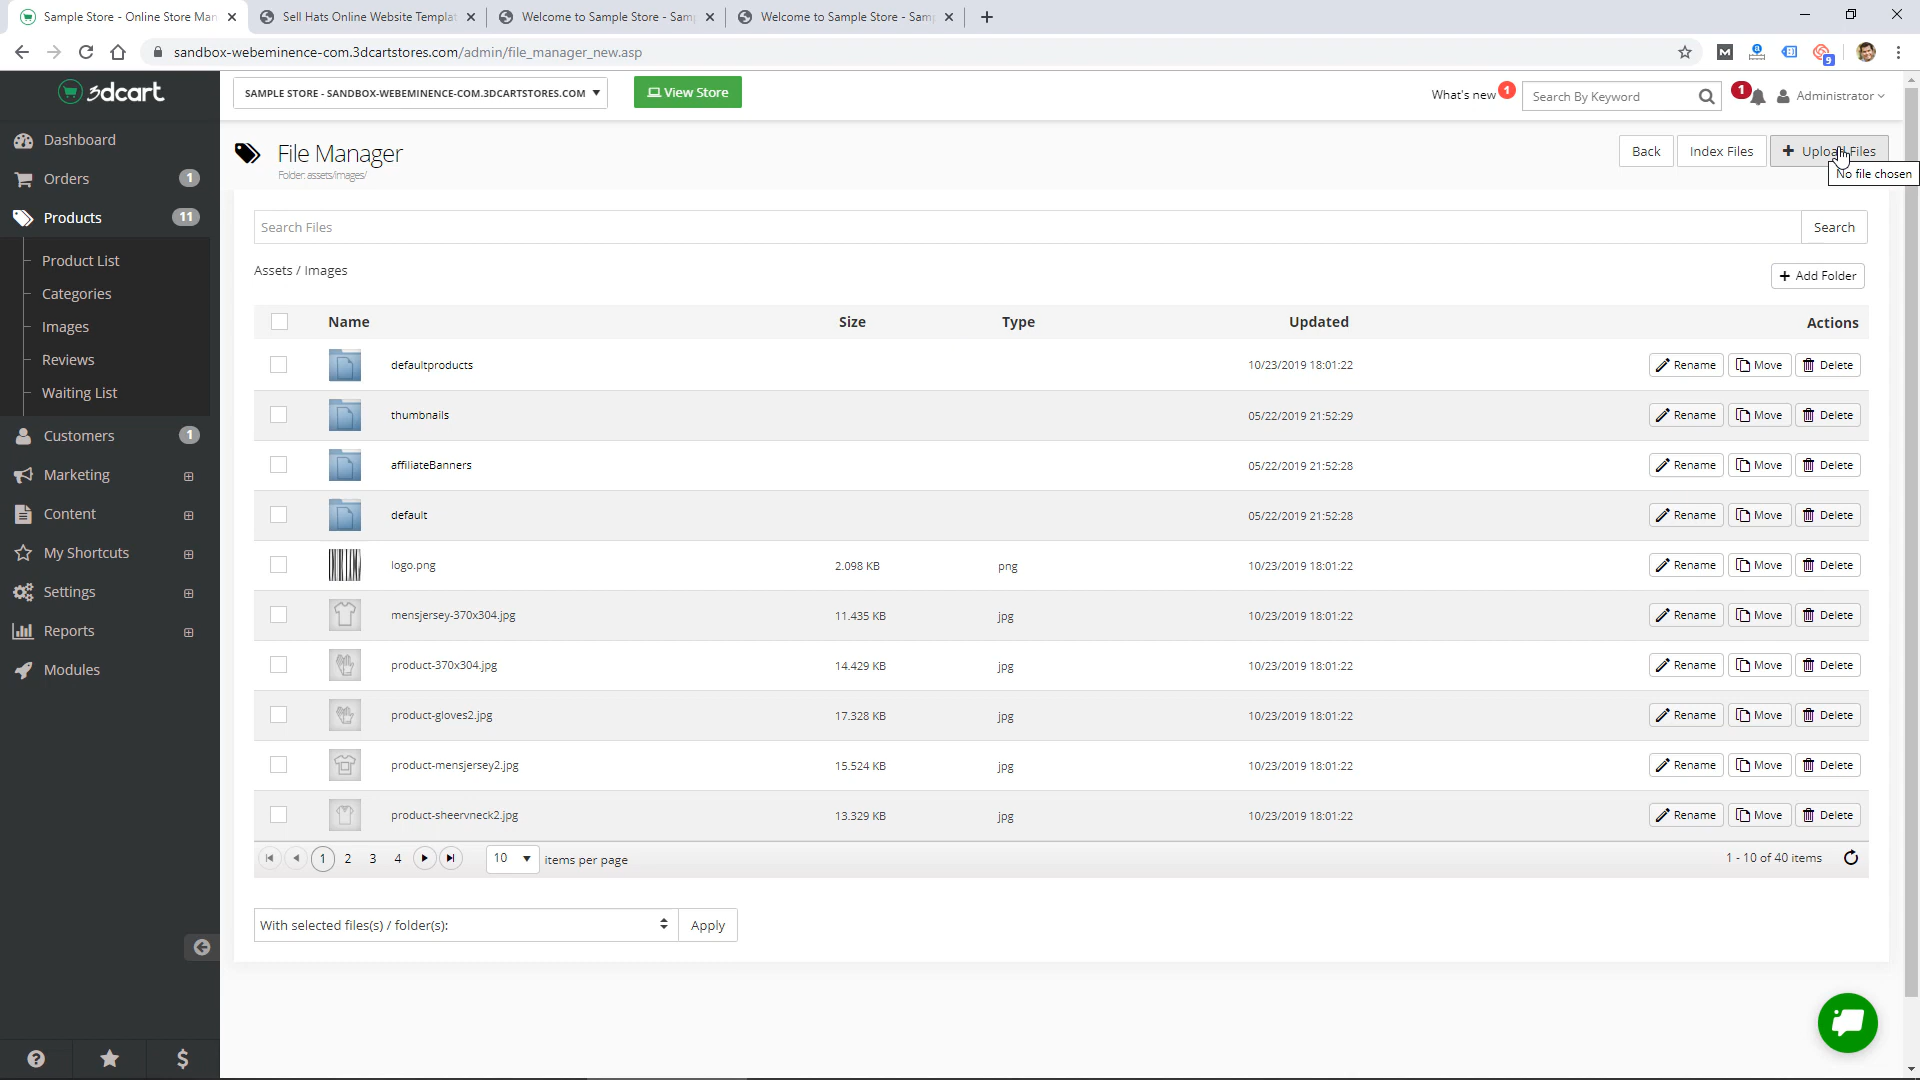 Sample Store - Online Store Man
Sell Hats Online Website Templat
Welcome to Sample Store - Sam
Welcome to Sample Store - Sam
sandbox-webeminence-com.3dcartstores.com/admin/file_manager_new.asp
M
9
3dcart
SAMPLE STORE - SANDBOX-WEBEMINENCE-COM.3DCARTSTORES.COM
View Store
What's new 1
Search By Keyword
1
Administrator
Dashboard
Orders 1
Products 11
Product List
Categories
Images
Reviews
Waiting List
Customers 1
Marketing
Content
My Shortcuts
Settings
Reports
Modules
File Manager
Folder: assets/images/
Back
Index Files
Upload Files
No file chosen
Search Files
Search
Assets / Images
Add Folder
Name Size Type Updated Actions
defaultproducts 10/23/2019 18:01:22 Rename Move Delete
thumbnails 05/22/2019 21:52:29 Rename Move Delete
affiliateBanners 05/22/2019 21:52:28 Rename Move Delete
default 05/22/2019 21:52:28 Rename Move Delete
logo.png 2.098 KB png 10/23/2019 18:01:22 Rename Move Delete
mensjersey-370x304.jpg 11.435 KB jpg 10/23/2019 18:01:22 Rename Move Delete
product-370x304.jpg 14.429 KB jpg 10/23/2019 18:01:22 Rename Move Delete
product-gloves2.jpg 17.328 KB jpg 10/23/2019 18:01:22 Rename Move Delete
product-mensjersey2.jpg 15.524 KB jpg 10/23/2019 18:01:22 Rename Move Delete
product-sheervneck2.jpg 13.329 KB jpg 10/23/2019 18:01:22 Rename Move Delete
1 2 3 4 10 items per page 1 - 10 of 40 items
With selected files(s) / folder(s): Apply